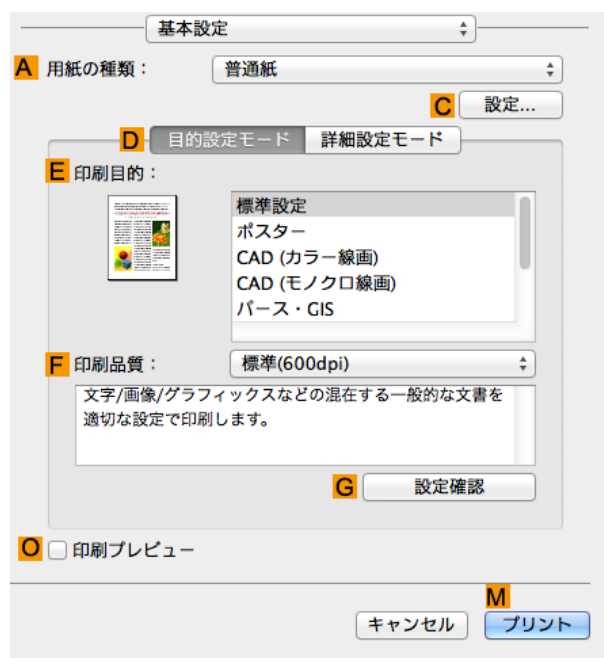 基本設定
A 用紙の種類： 普通紙
C 設定...
D 目的設定モード 詳細設定モード
E 印刷目的：
標準設定
ポスター
CAD (カラー線画)
CAD (モノクロ線画)
パース・GIS
F 印刷品質： 標準(600dpi)
文字/画像/グラフィックスなどの混在する一般的な文書を
適切な設定で印刷します。
G 設定確認
O 印刷プレビュー
M
キャンセル プリント